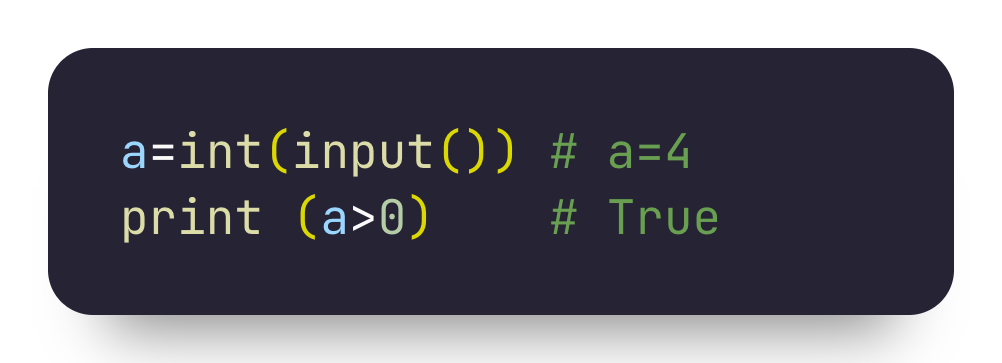 a=int(input()) # a=4
print (a>0)    # True